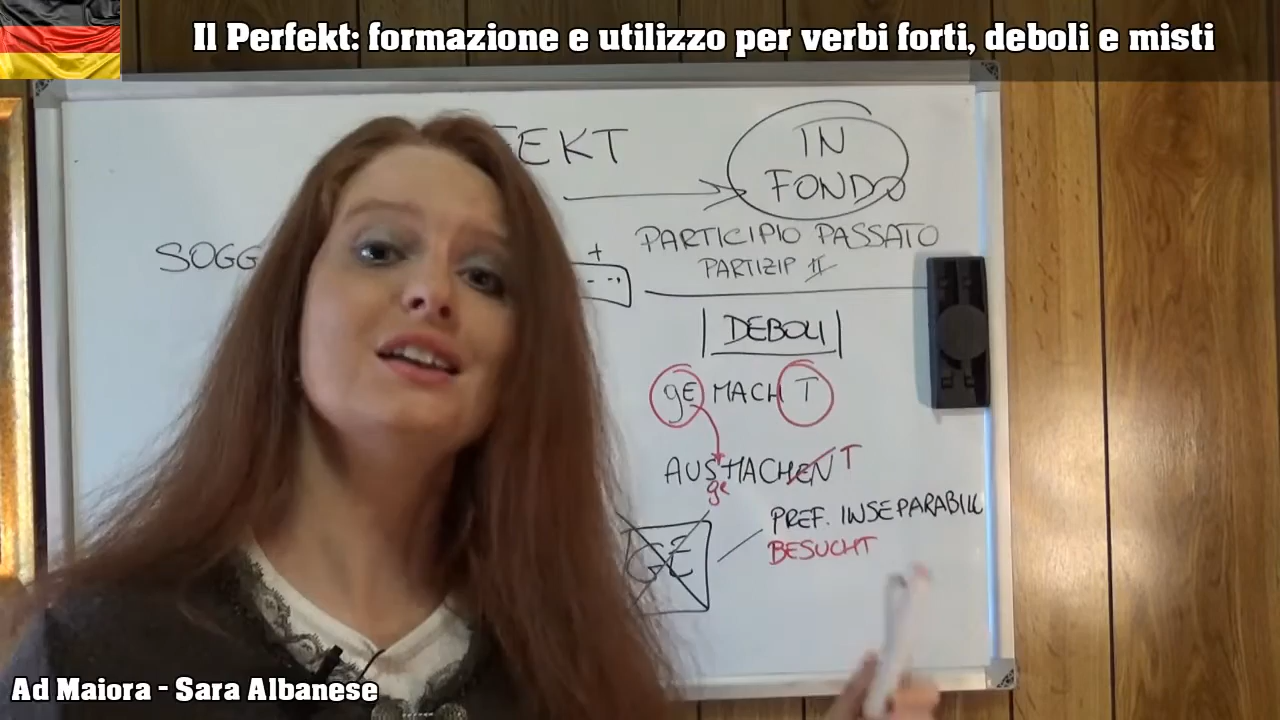 Il Perfekt: formazione e utilizzo per verbi forti, deboli e misti
EKT
IN
FONDO
SOGG
+
PARTICIPIO PASSATO
PARTIZIP II
DEBOLI
gE MACH T
AUSMACHEN T
ge
PREF. INSEPARABILI
GE
BESUCHT
Ad Maiora - Sara Albanese